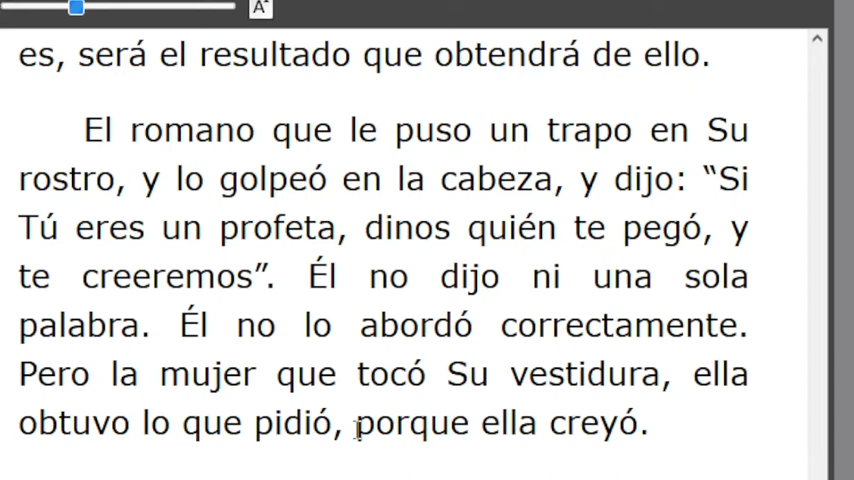 A
es, será el resultado que obtendrá de ello.
El romano que le puso un trapo en Su
rostro, y lo golpeó en la cabeza, y dijo: “Si
Tú eres un profeta, dinos quién te pegó, y
te creeremos”. Él no dijo ni una sola
palabra. Él no lo abordó correctamente.
Pero la mujer que tocó Su vestidura, ella
obtuvo lo que pidió, porque ella creyó.